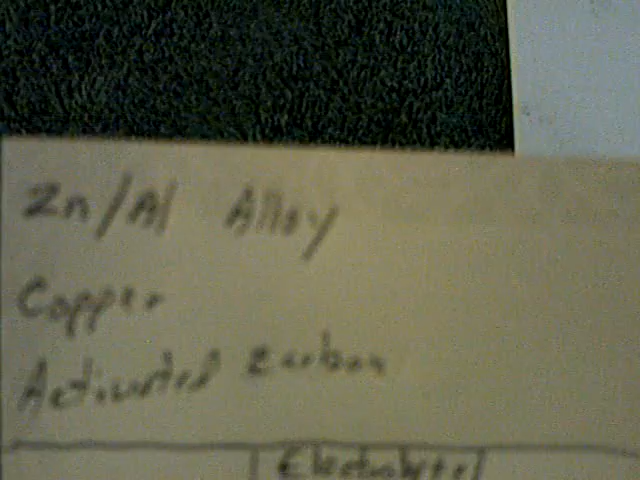 Zn/Al Alloy
Copper
Activated Carbon
Electrolyte